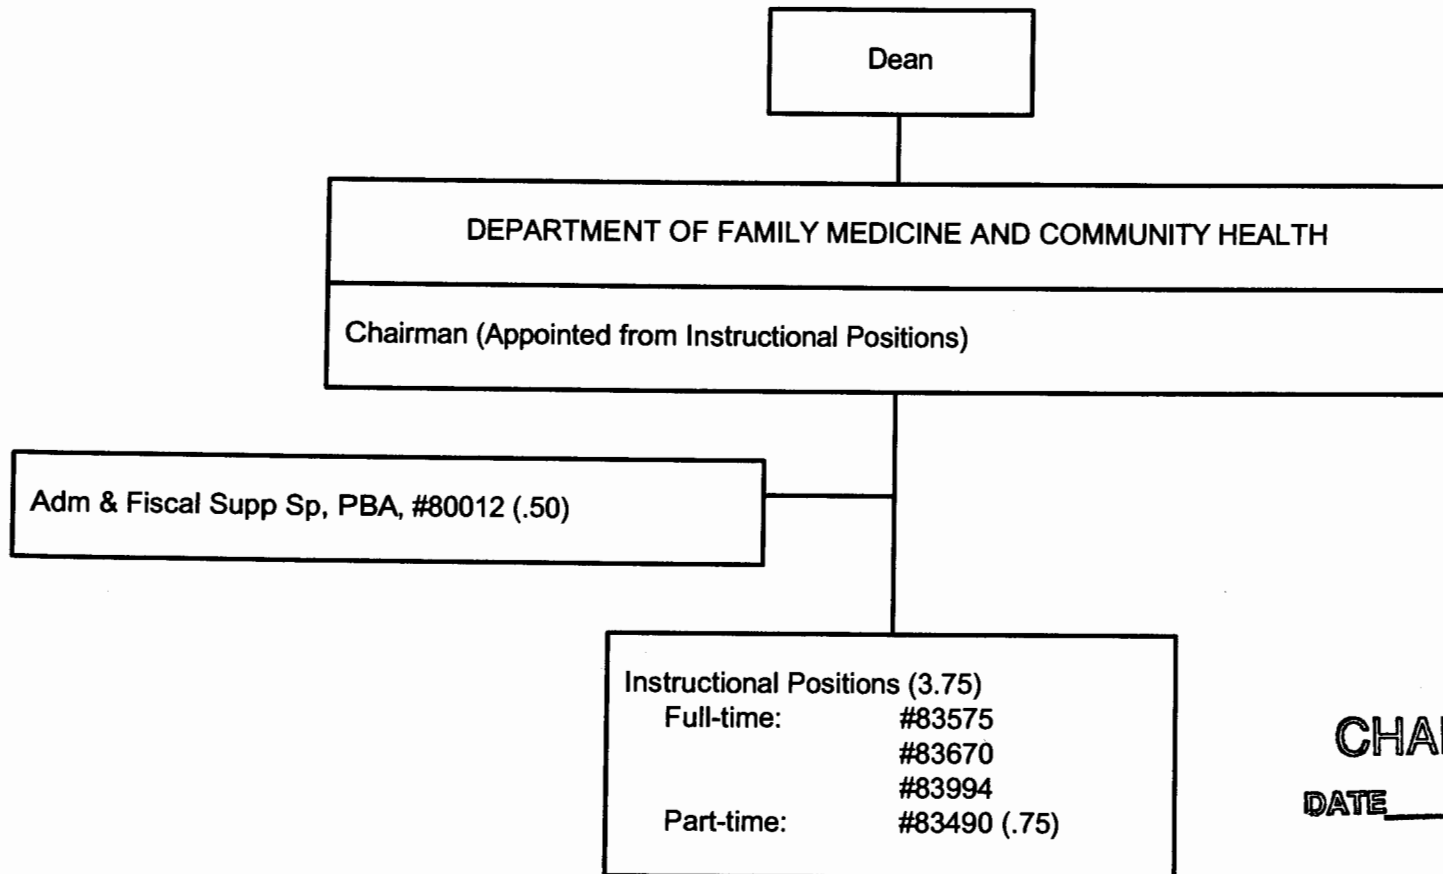 Dean
DEPARTMENT OF FAMILY MEDICINE AND COMMUNITY HEALTH
Chairman (Appointed from Instructional Positions)
Adm & Fiscal Supp Sp, PBA, #80012 (.50)
Instructional Positions (3.75)
Full-time: #83575
#83670
#83994
Part-time: #83490 (.75)
DATE